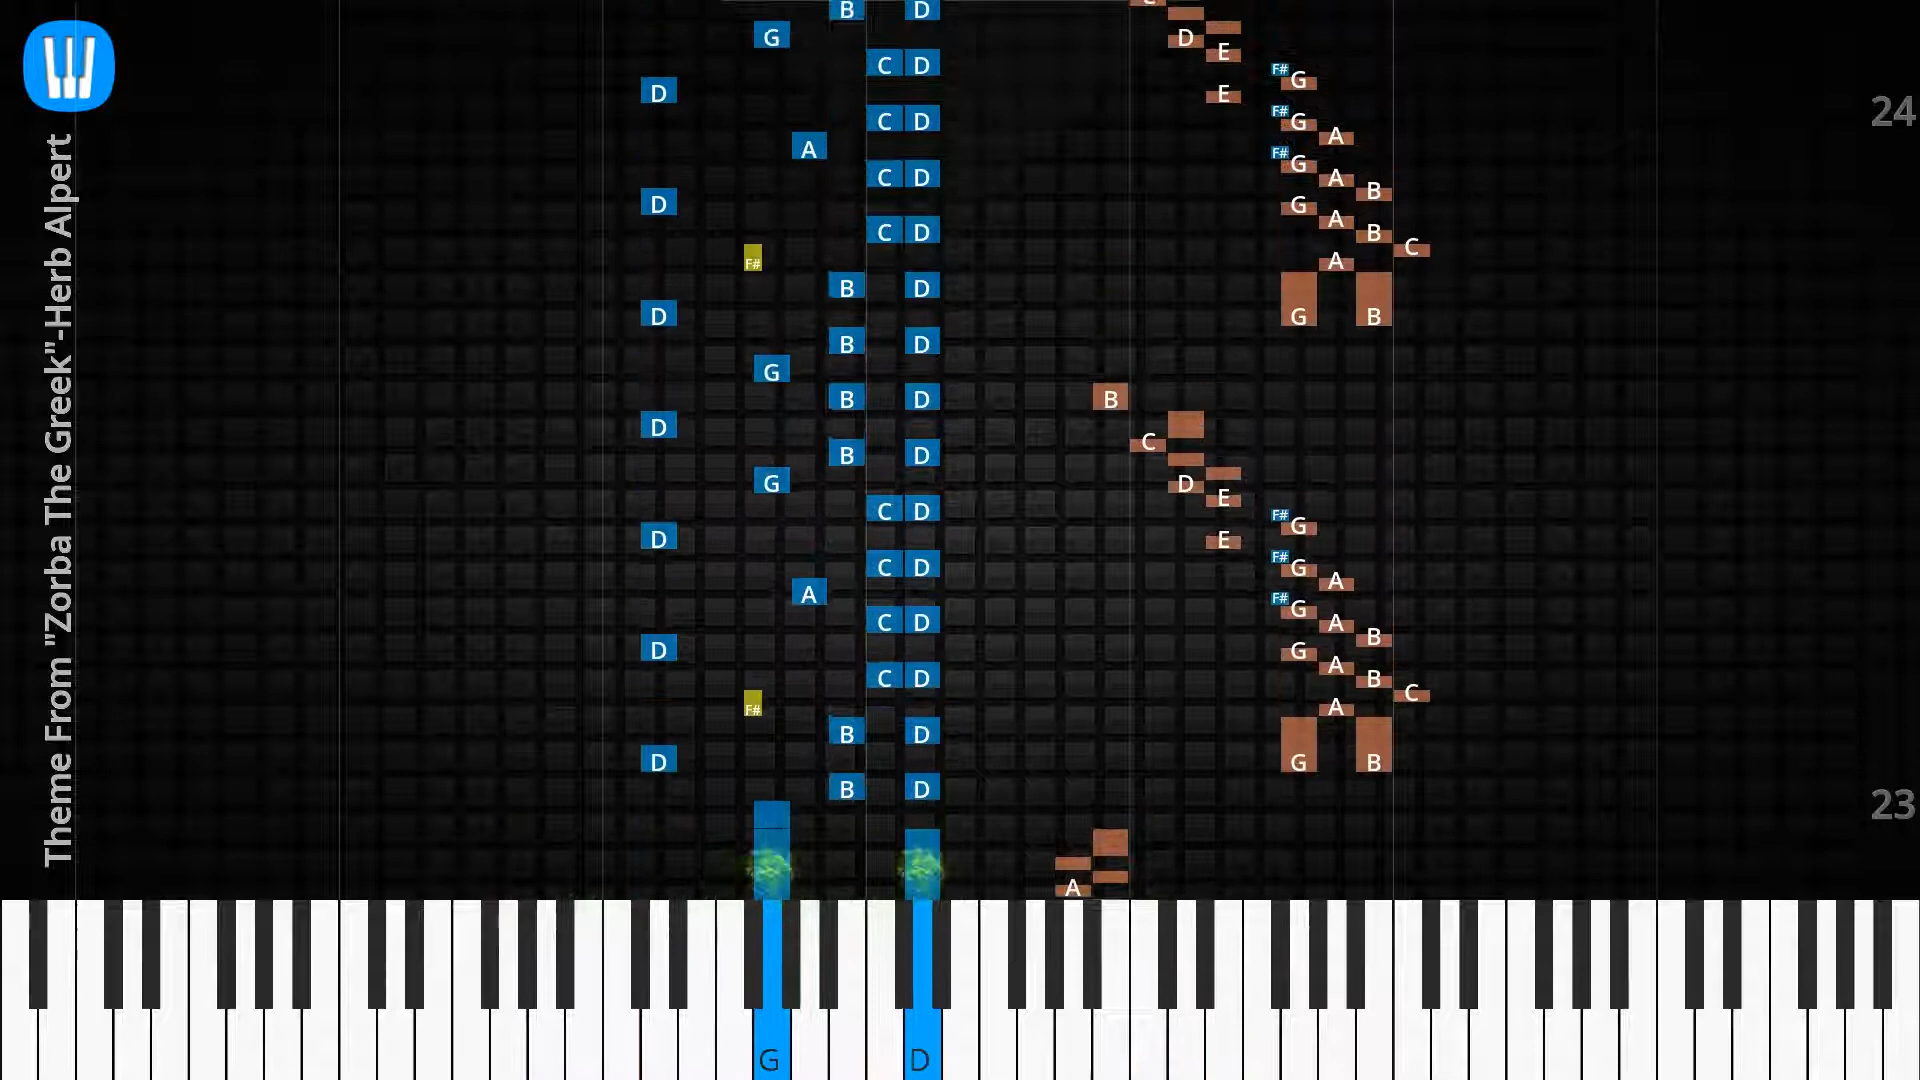 Theme From "Zorba The Greek"-Herb Alpert
B D C
G D E
C D F# G
D E
C D F# G
A A
C D F# G A B
D G A
C D B C
F# A
B D
D G B
B D
G
B D B
D C
B D
G D E
C D F# G
D E
C D F# G
A A
C D F# G A B
D G A
C D B C
F# A
B D
D G B
B D
A
G D
24
23